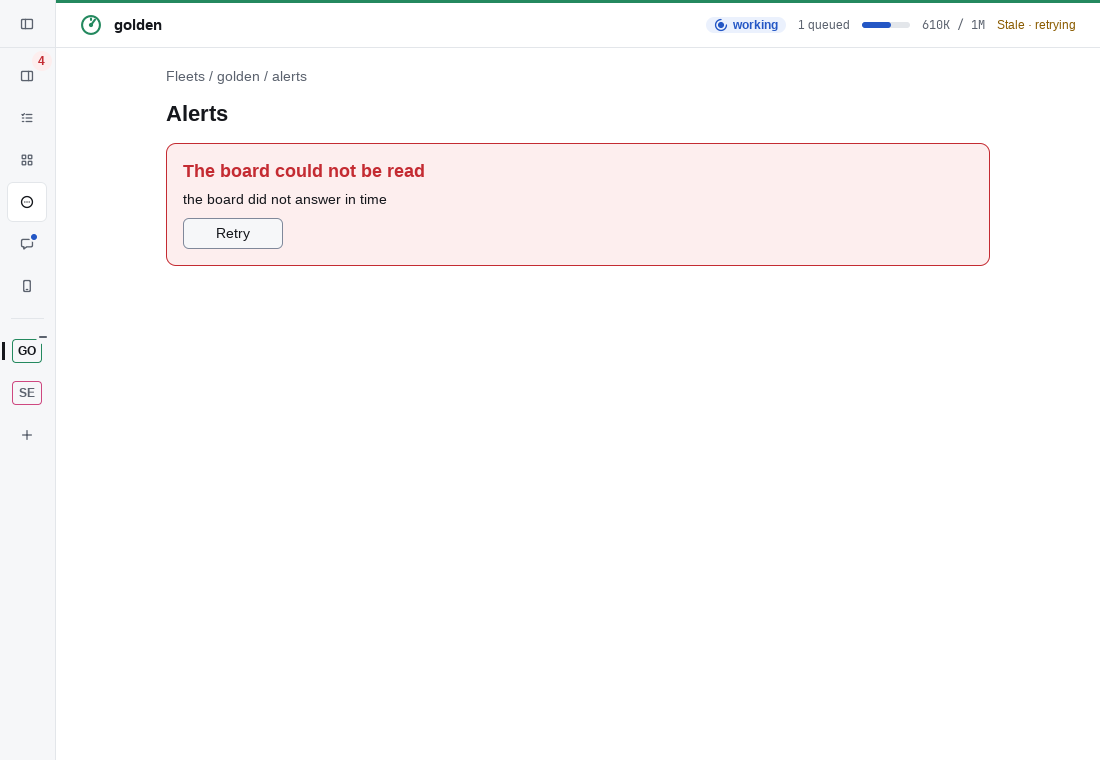 golden
working
1 queued
610K / 1M
Stale · retrying
4
Fleets / golden / alerts
Alerts
The board could not be read
the board did not answer in time
Retry
GO
SE